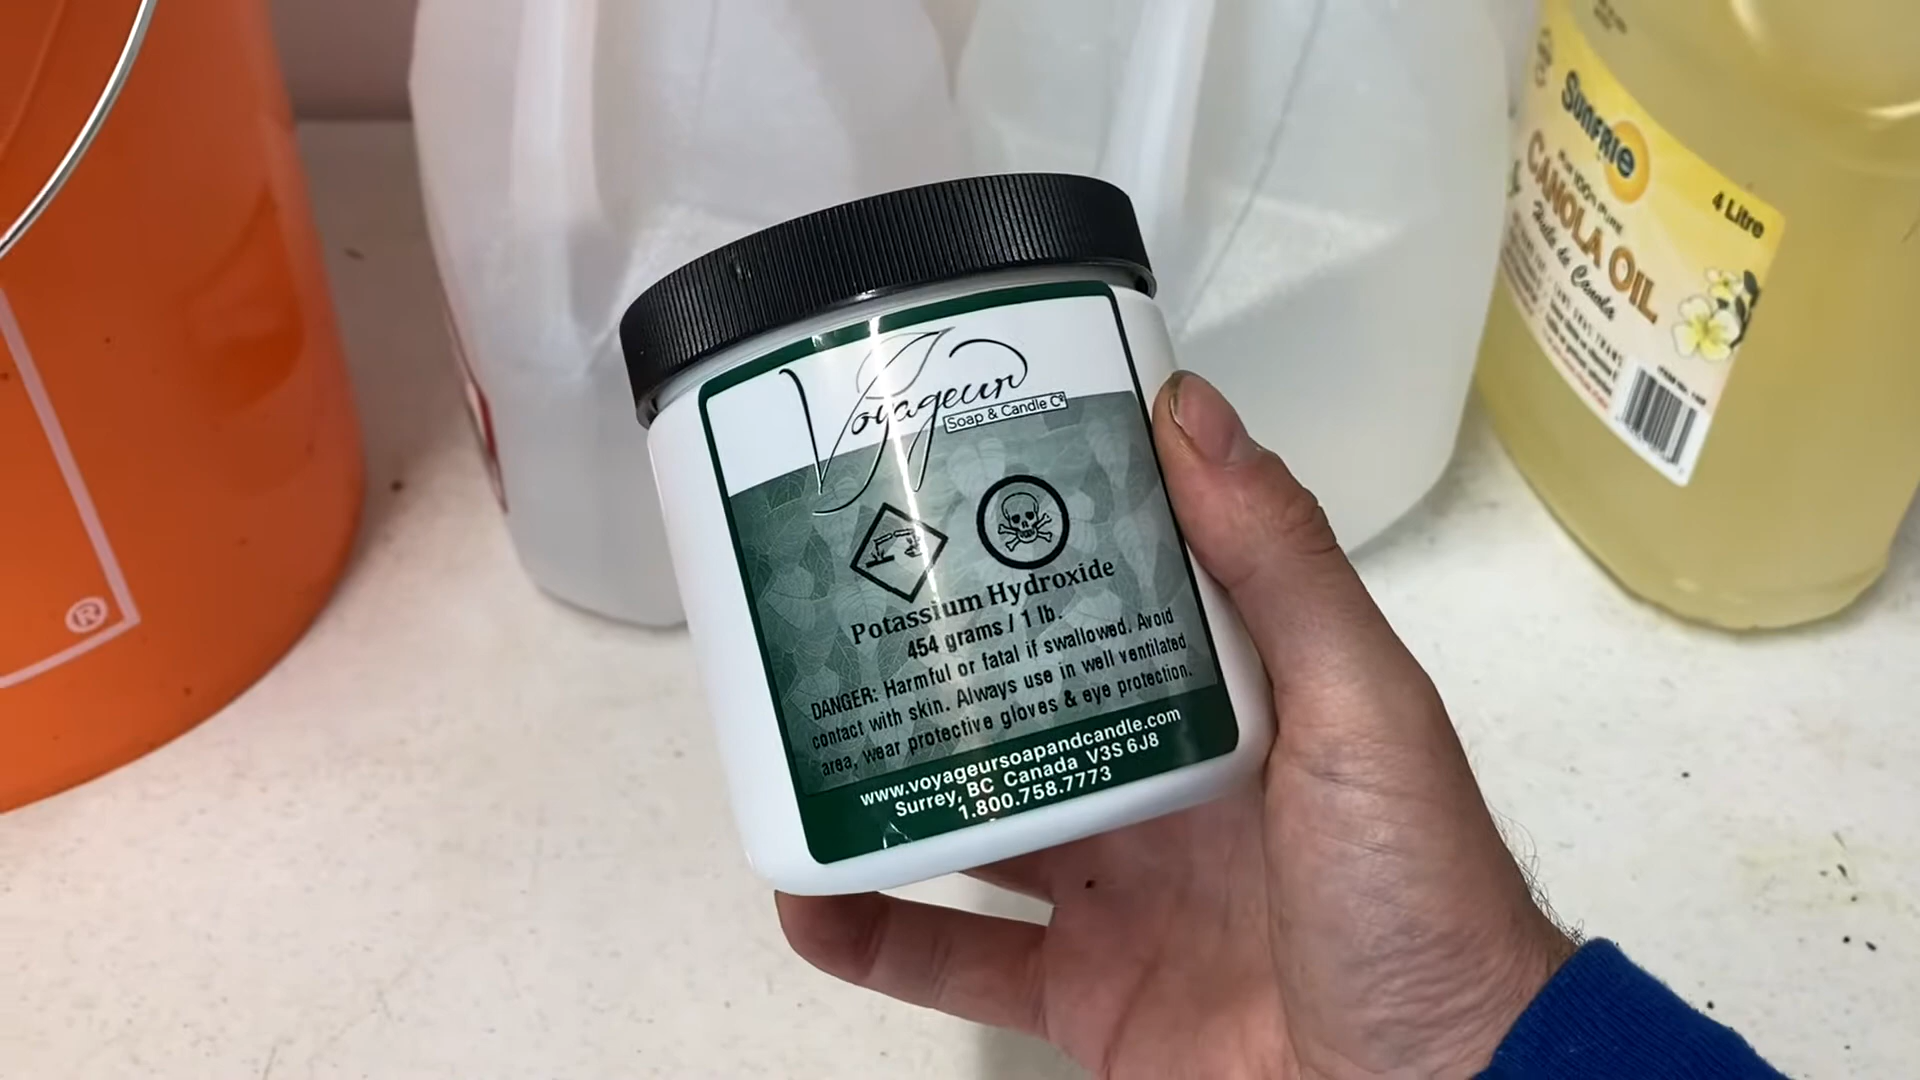 Voyageur
Soap & Candle Co
Potassium Hydroxide
454 grams / 1 lb.
DANGER: Harmful or fatal if swallowed. Avoid
contact with skin. Always use in well ventilated
area, wear protective gloves & eye protection.
www.voyageursoapandcandle.com
Surrey, BC Canada V3S 6J8
1.800.758.7773
SUNFRIE
CANOLA OIL
Huile de Canola
4 Litre
®